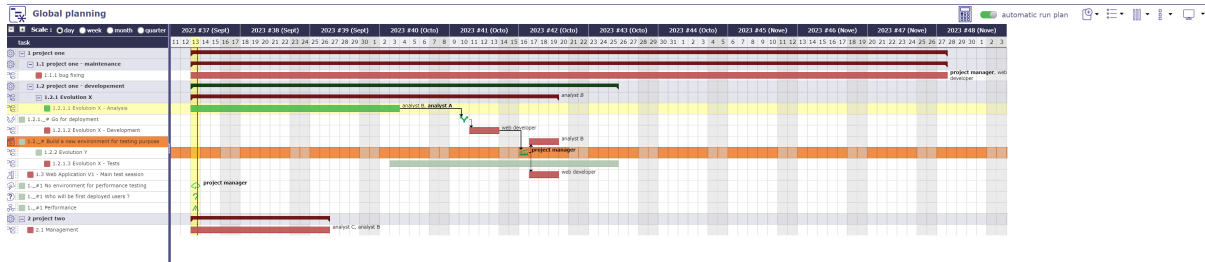 Global planning
automatic run plan
Scale : day week month quarter
2023 #37 (Sept) 2023 #38 (Sept) 2023 #39 (Sept) 2023 #40 (Octo) 2023 #41 (Octo) 2023 #42 (Octo) 2023 #43 (Octo) 2023 #44 (Octo) 2023 #45 (Nove) 2023 #46 (Nove) 2023 #47 (Nove) 2023 #48 (Nove)
task
11 12 13 14 15 16 17 18 19 20 21 22 23 24 25 26 27 28 29 30 1 2 3 4 5 6 7 8 9 10 11 12 13 14 15 16 17 18 19 20 21 22 23 24 25 26 27 28 29 30 31 1 2 3 4 5 6 7 8 9 10 11 12 13 14 15 16 17 18 19 20 21 22 23 24 25 26 27 28 29 30 1 2 3
1 project one
1.1 project one - maintenance
1.1.1 bug fixing
project manager, web
developer
1.2 project one - developement
1.2.1 Evolution X
analyst B
1.2.1.1 Evolutioin X - Analysis
analyst B, analyst A
1.2.1._# Go for deployment
1.2.1.2 Evolution X - Development
web developer
1.2._# Build a new environment for testing purpose
analyst B
1.2.2 Evolution Y
project manager
1.2.1.3 Evolution X - Tests
1.3 Web Application V1 - Main test session
web developer
1._.#1 No environment for performance testing
project manager
1._.#1 Who will be first deployed users ?
1._.#1 Performance
2 project two
2.1 Management
analyst C, analyst B